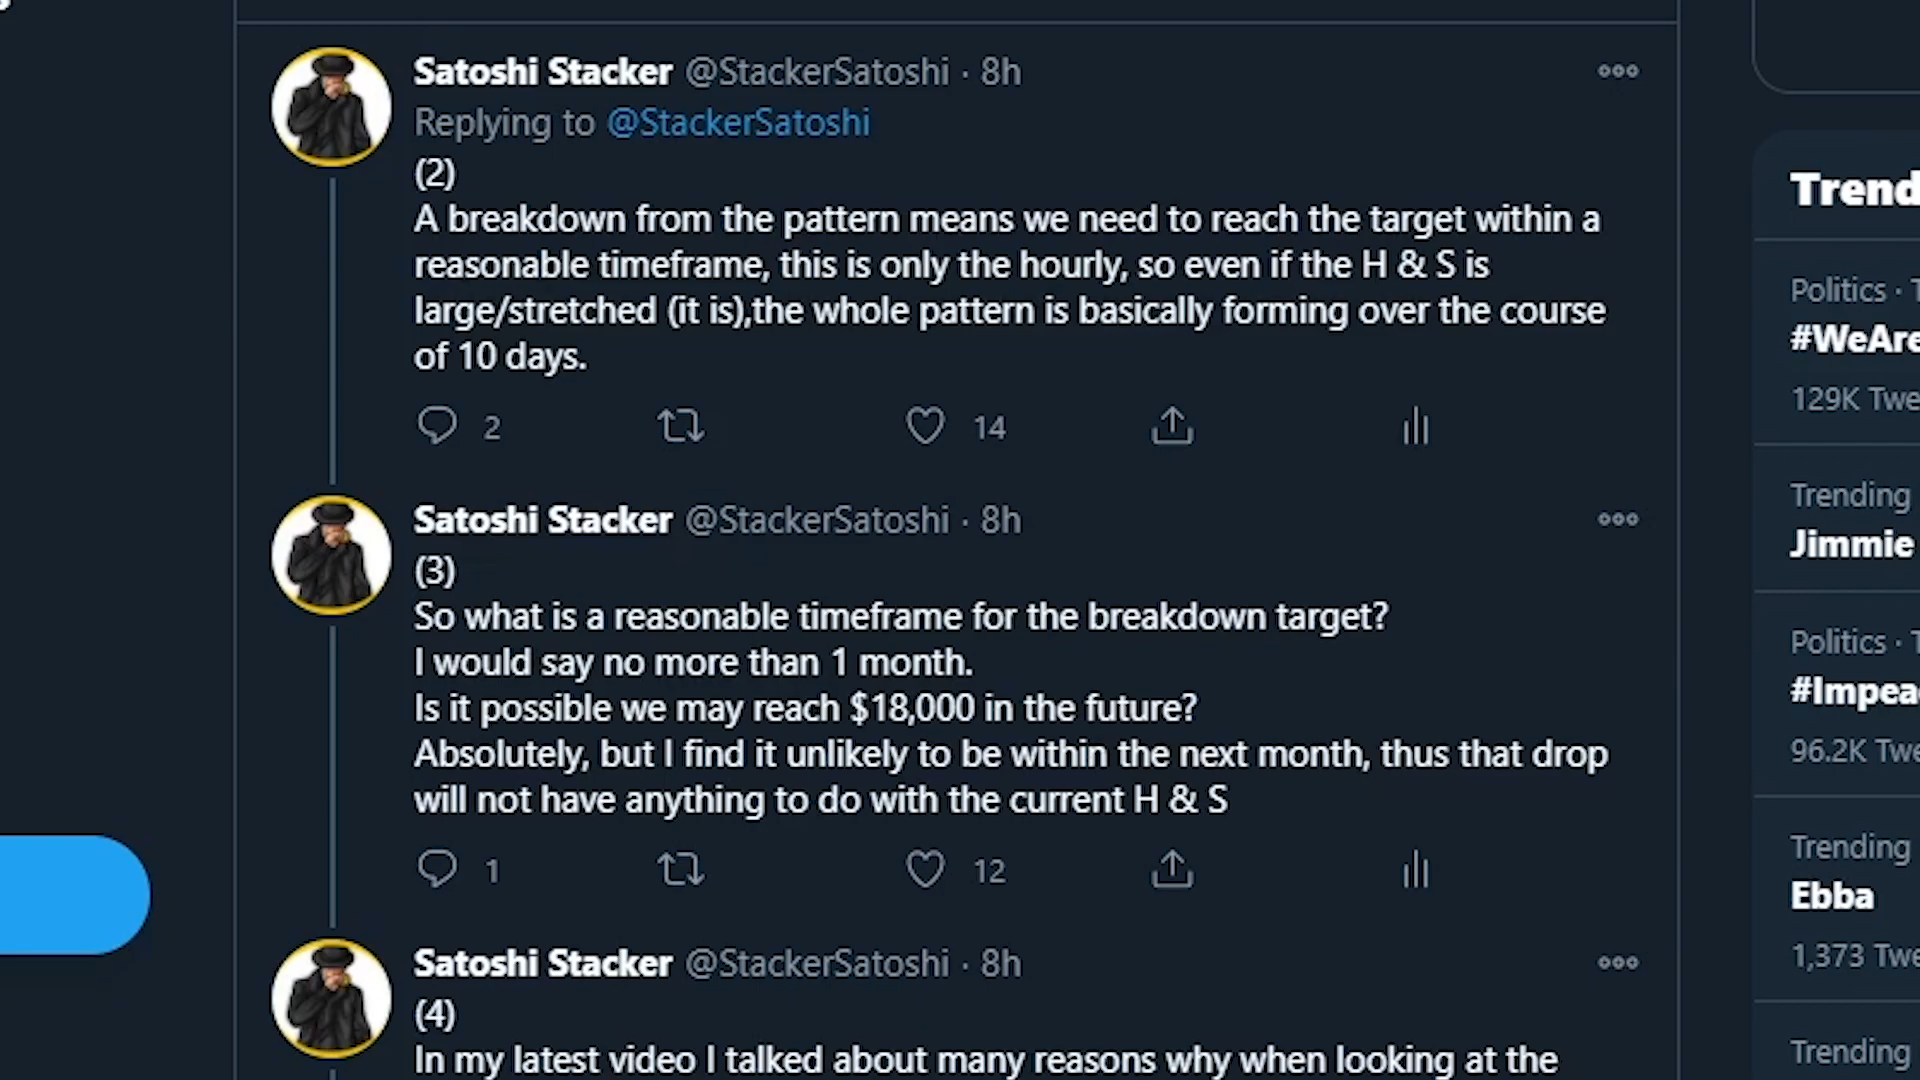 Satoshi Stacker @StackerSatoshi · 8h
Replying to @StackerSatoshi
(2)
A breakdown from the pattern means we need to reach the target within a
reasonable timeframe, this is only the hourly, so even if the H & S is
large/stretched (it is),the whole pattern is basically forming over the course
of 10 days.
2 14
Satoshi Stacker @StackerSatoshi · 8h
(3)
So what is a reasonable timeframe for the breakdown target?
I would say no more than 1 month.
Is it possible we may reach $18,000 in the future?
Absolutely, but I find it unlikely to be within the next month, thus that drop
will not have anything to do with the current H & S
1 12
Satoshi Stacker @StackerSatoshi · 8h
(4)
In my latest video I talked about many reasons why when looking at the
Trend
Politics · T
#WeAre
129K Twe
Trending
Jimmie
Politics · T
#Impea
96.2K Twe
Trending
Ebba
1,373 Twe
Trending